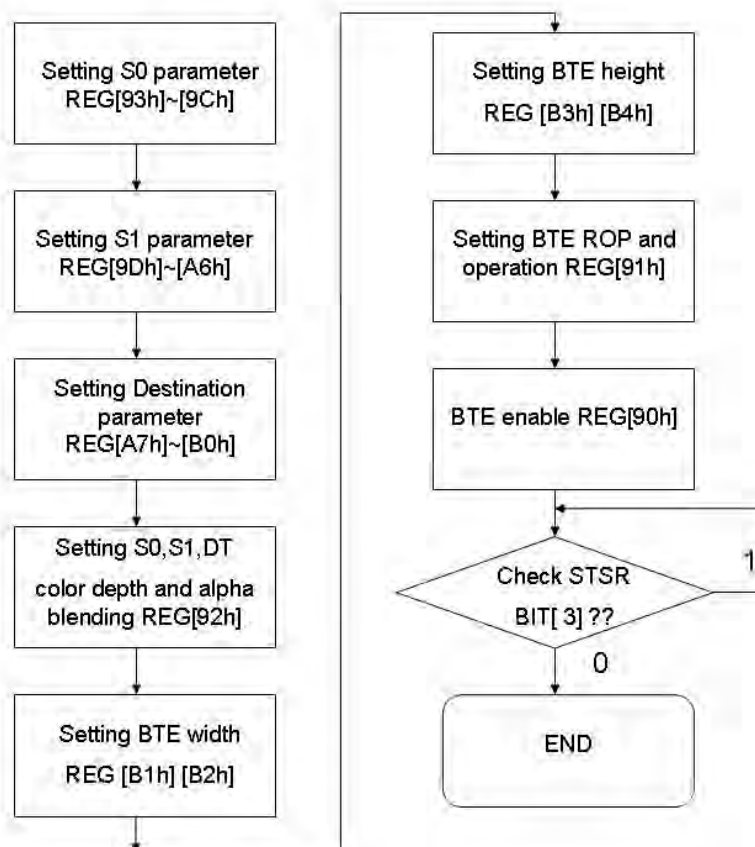 Setting S0 parameter
REG[93h]~[9Ch]
Setting S1 parameter
REG[9Dh]~[A6h]
Setting Destination
parameter
REG[A7h]~[B0h]
Setting S0,S1,DT
color depth and alpha
blending REG[92h]
Setting BTE width
REG [B1h] [B2h]
Setting BTE height
REG [B3h] [B4h]
Setting BTE ROP and
operation REG[91h]
BTE enable REG[90h]
Check STSR
BIT[ 3] ??
1
0
END